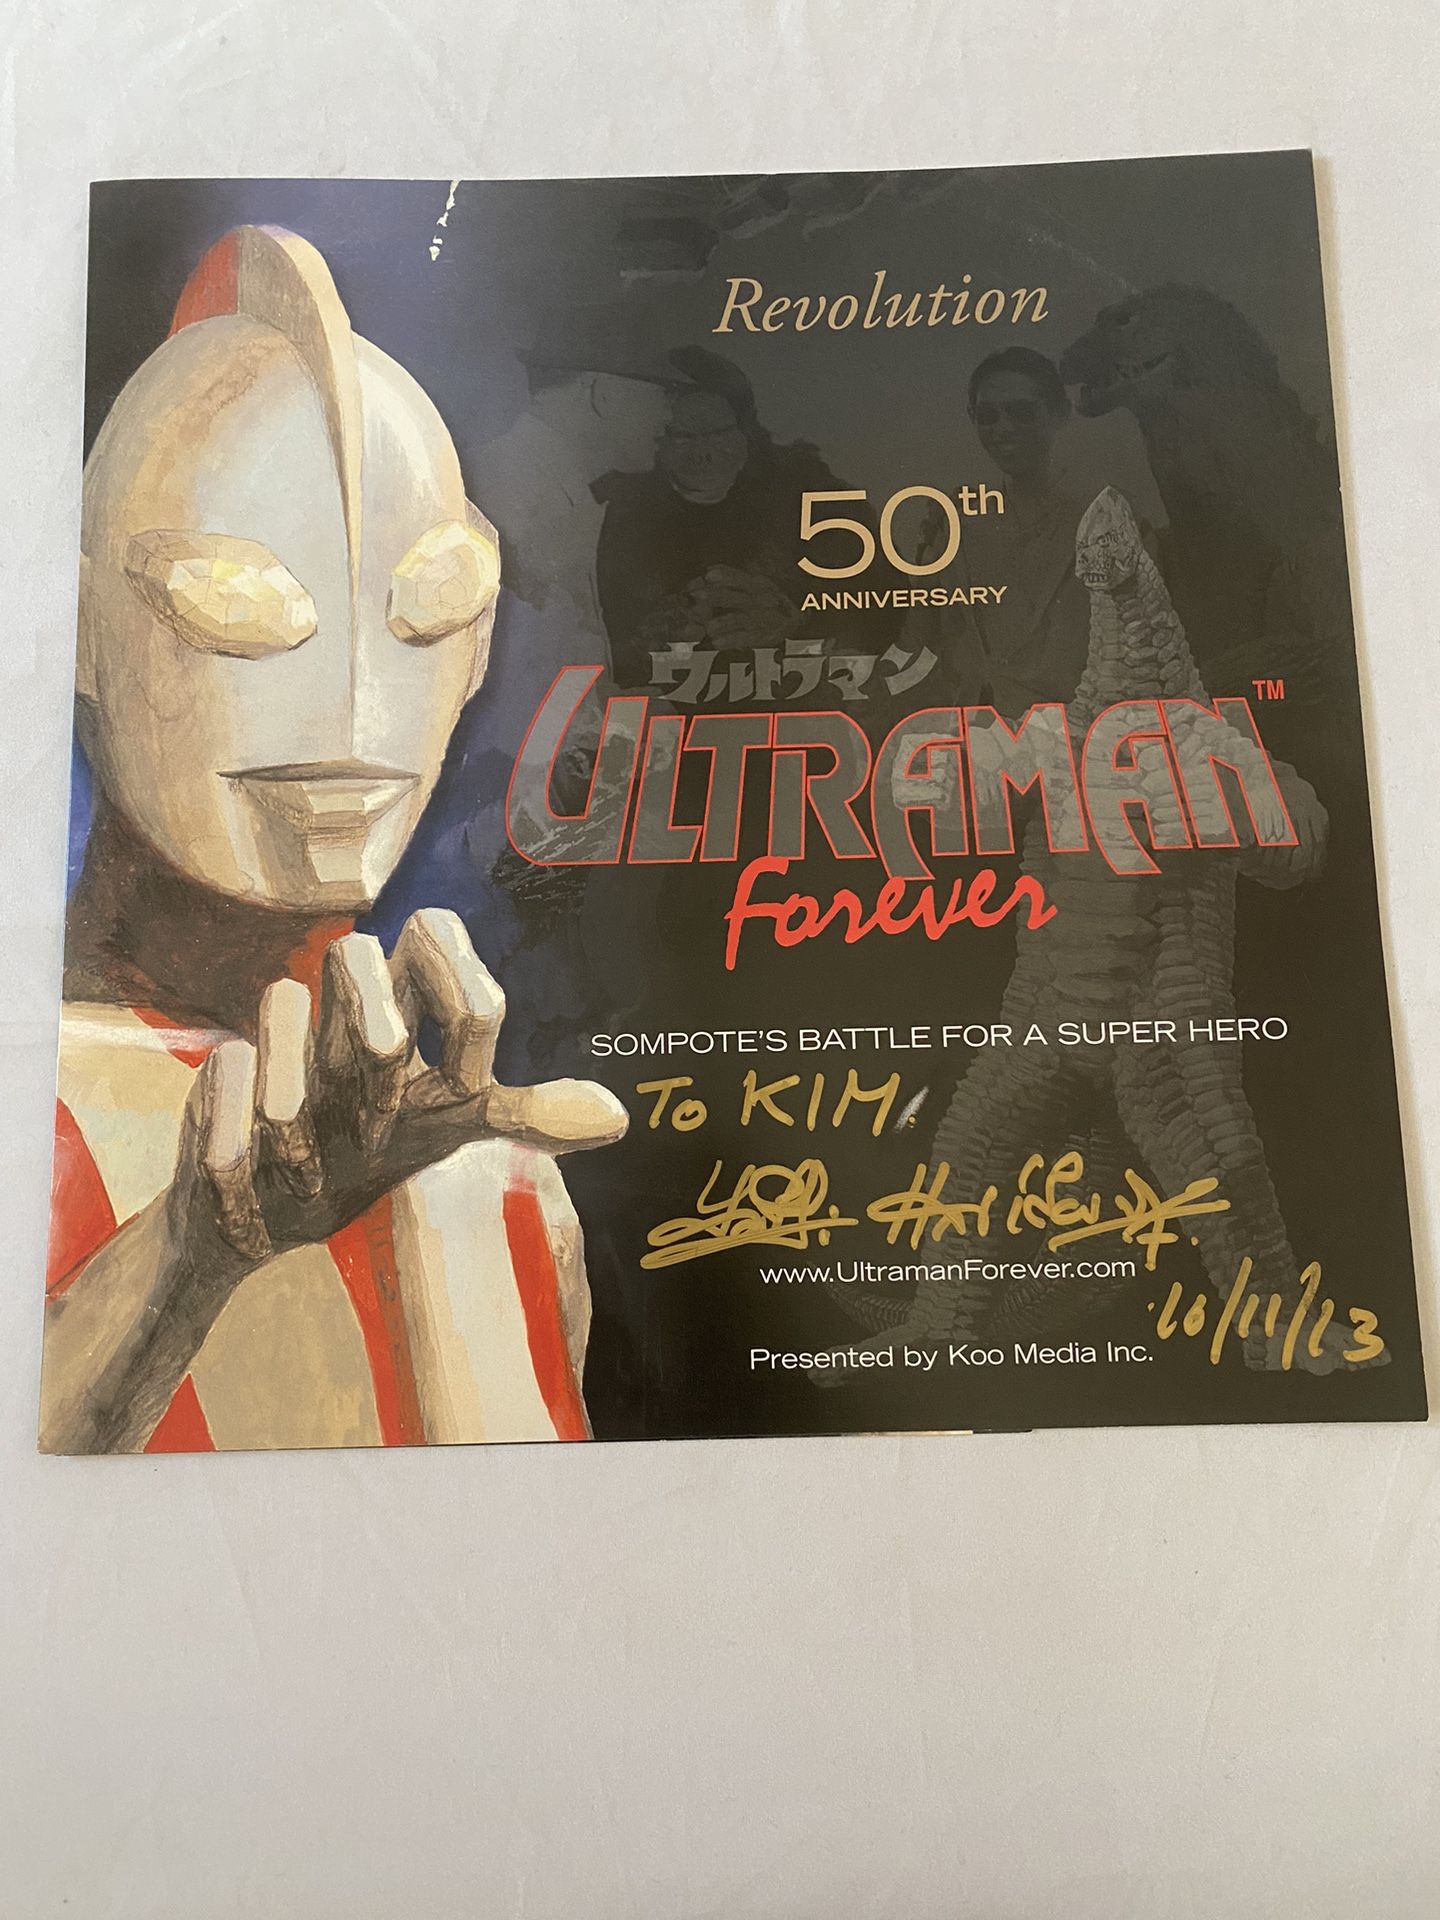 Revolution
50th
ANNIVERSARY
ウルトラマン
ULTRAMAN™
Forever
SOMPOTE'S BATTLE FOR A SUPER HERO
To KIM.
www.UltramanForever.com
10/11/13
Presented by Koo Media Inc.